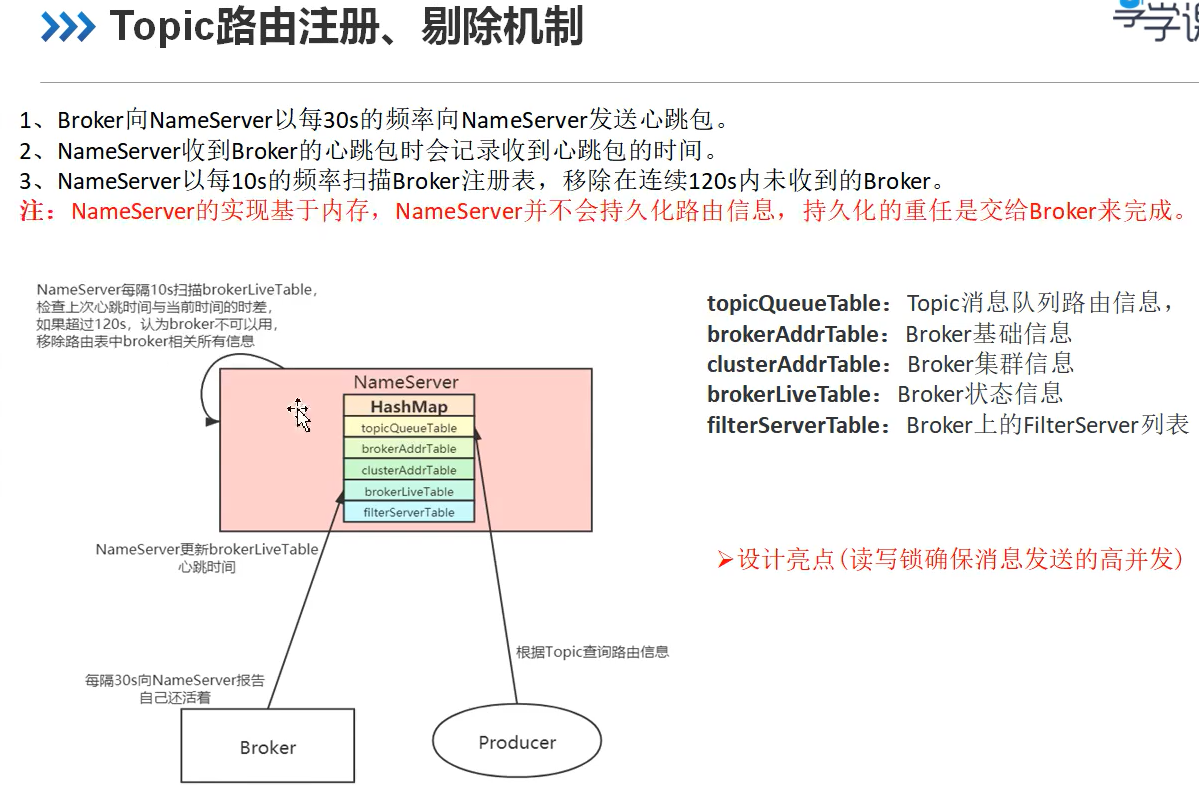 Topic路由注册、剔除机制
享学课
1、Broker向NameServer以每30s的频率向NameServer发送心跳包。
2、NameServer收到Broker的心跳包时会记录收到心跳包的时间。
3、NameServer以每10s的频率扫描Broker注册表，移除在连续120s内未收到的Broker。
注：NameServer的实现基于内存，NameServer并不会持久化路由信息，持久化的重任是交给Broker来完成。
NameServer每隔10s扫描brokerLiveTable，
检查上次心跳时间与当前时间的时差，
如果超过120s，认为broker不可以用，
移除路由表中broker相关所有信息
NameServer
HashMap
topicQueueTable
brokerAddrTable
clusterAddrTable
brokerLiveTable
filterServerTable
NameServer更新brokerLiveTable
心跳时间
每隔30s向NameServer报告
自己还活着
Broker
根据Topic查询路由信息
Producer
topicQueueTable：Topic消息队列路由信息，
brokerAddrTable：Broker基础信息
clusterAddrTable：Broker集群信息
brokerLiveTable：Broker状态信息
filterServerTable：Broker上的FilterServer列表
➢设计亮点(读写锁确保消息发送的高并发)